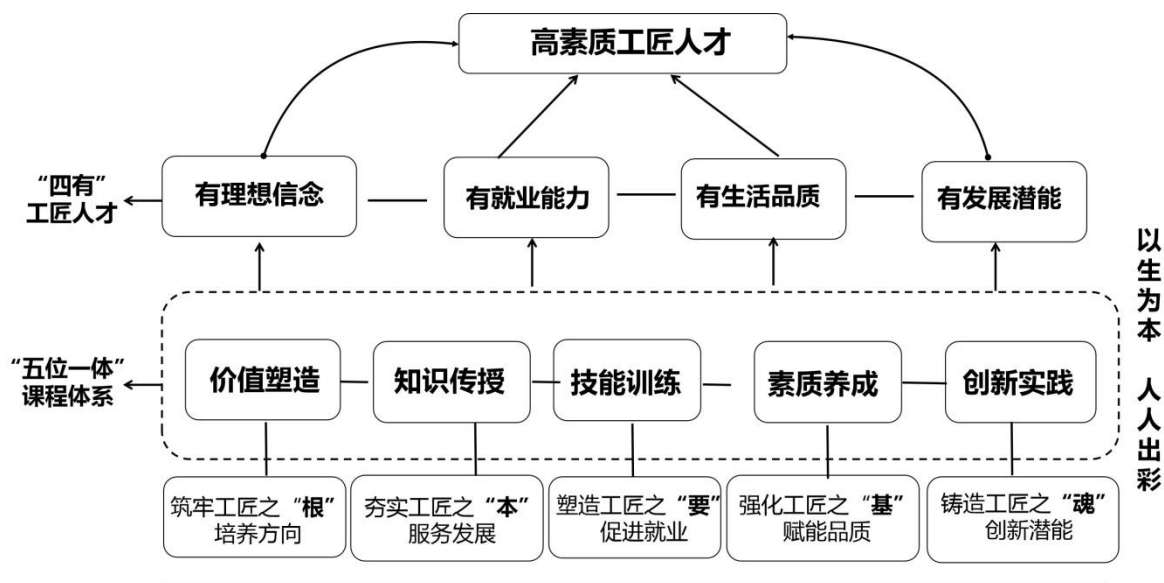 高素质工匠人才
“四有”
工匠人才
有理想信念
有就业能力
有生活品质
有发展潜能
“五位一体”
课程体系
价值塑造
知识传授
技能训练
素质养成
创新实践
筑牢工匠之“根”
培养方向
夯实工匠之“本”
服务发展
塑造工匠之“要”
促进就业
强化工匠之“基”
赋能品质
铸造工匠之“魂”
创新潜能
以生为本 人人出彩